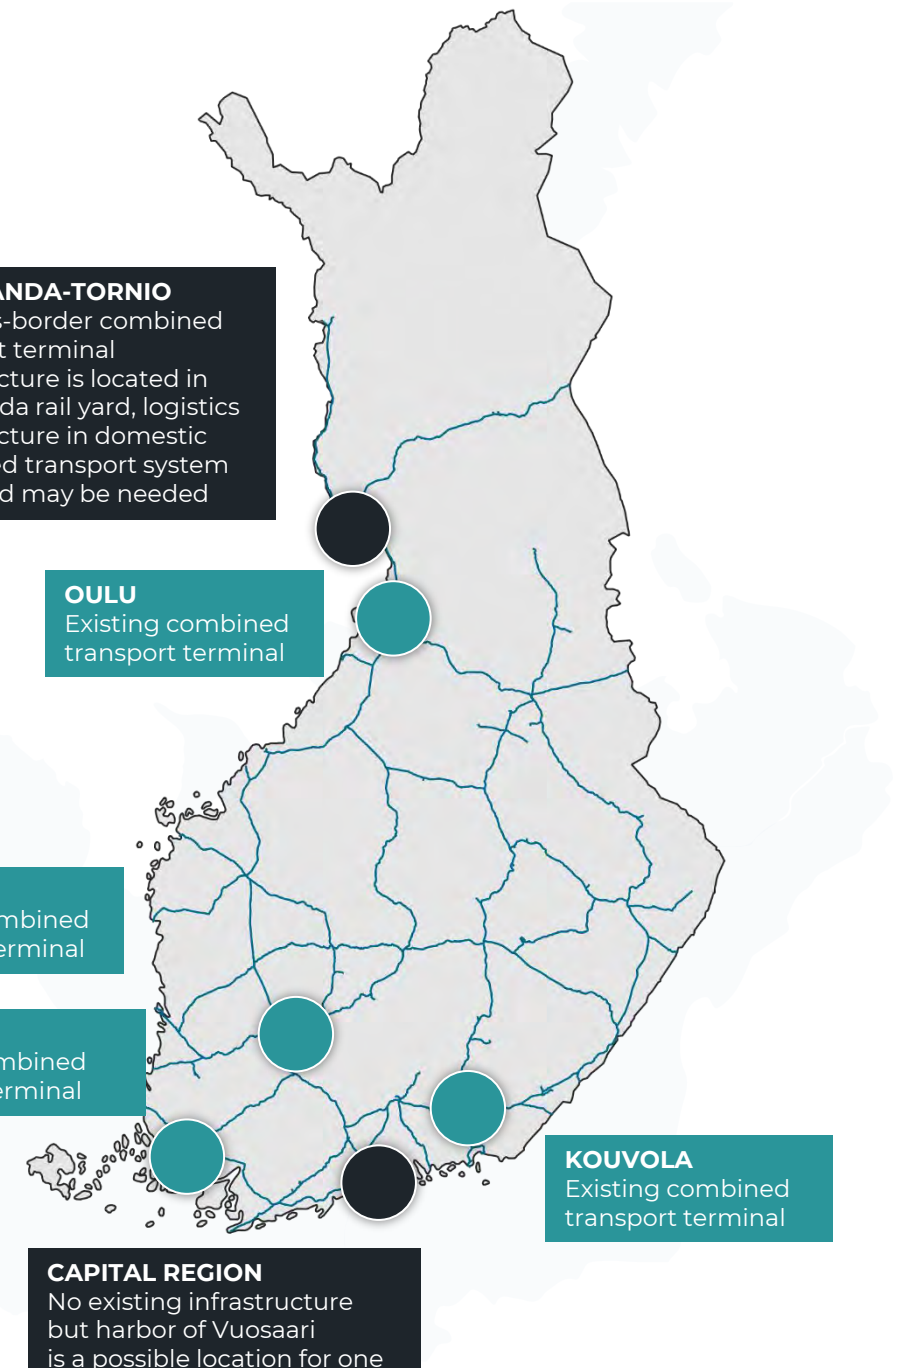 ANDA-TORNIO
s-border combined
t terminal
cture is located in
da rail yard, logistics
cture in domestic
ed transport system
d may be needed
OULU
Existing combined
transport terminal
mbined
erminal
mbined
erminal
KOUVOLA
Existing combined
transport terminal
CAPITAL REGION
No existing infrastructure
but harbor of Vuosaari
is a possible location for one